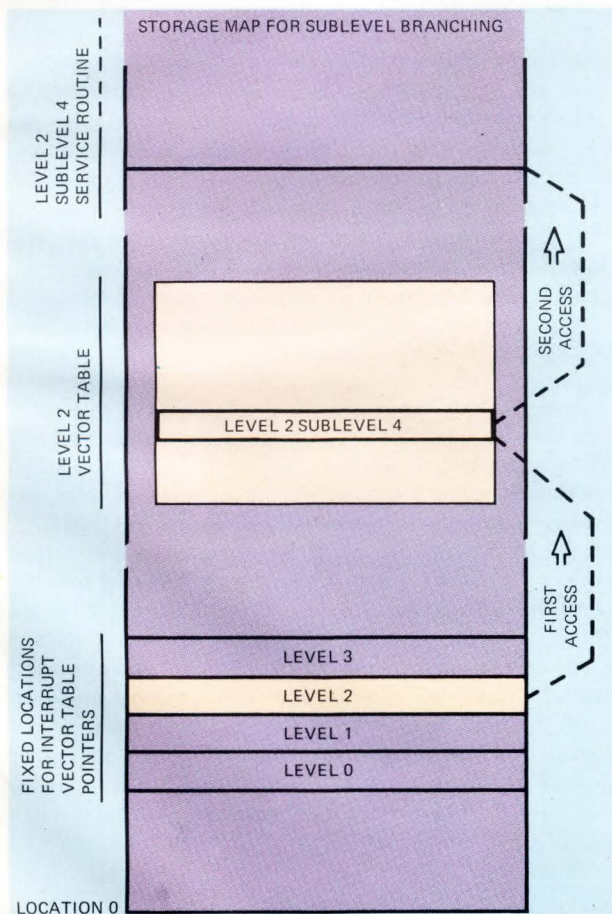 STORAGE MAP FOR SUBLEVEL BRANCHING
LEVEL 2
SUBLEVEL 4
SERVICE ROUTINE
SECOND
ACCESS
LEVEL 2
VECTOR TABLE
LEVEL 2 SUBLEVEL 4
FIRST
ACCESS
FIXED LOCATIONS
FOR INTERRUPT
VECTOR TABLE
POINTERS
LEVEL 3
LEVEL 2
LEVEL 1
LEVEL 0
LOCATION 0